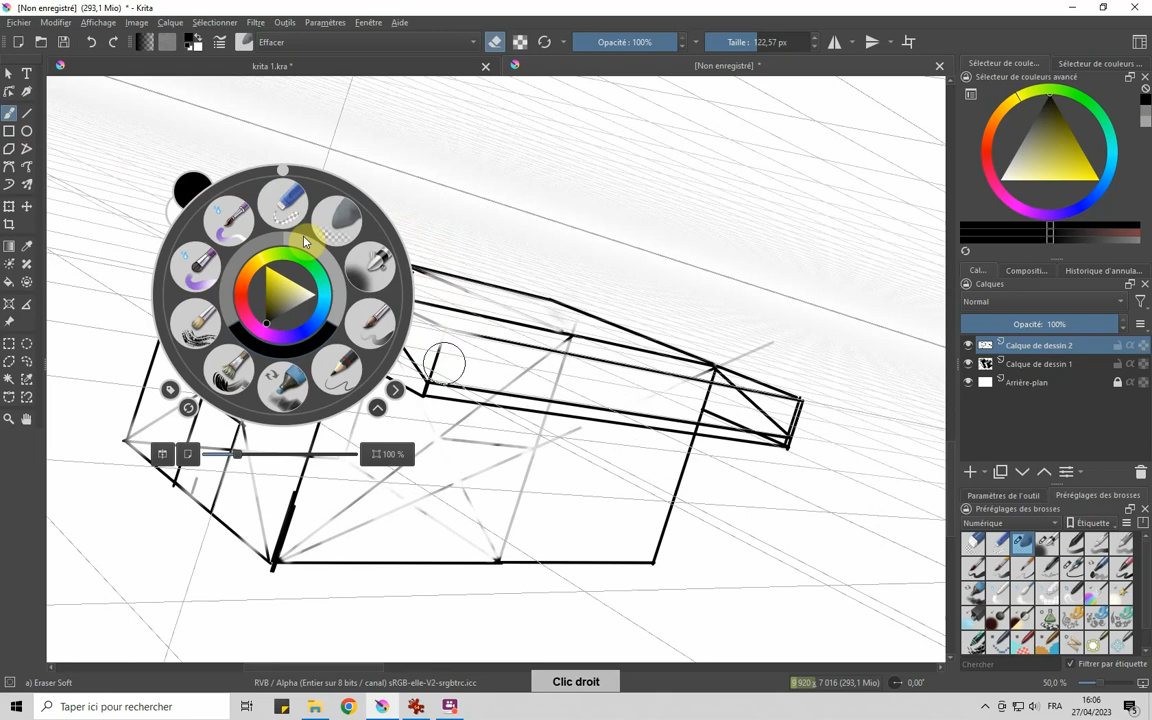 [Non enregistré] (293,1 Mio) * - Krita
Fichier Modifier Affichage Image Calque Sélectionner Filtre Outils Paramètres Fenêtre Aide
Effacer
Opacité : 100%
Taille : 122,57 px
krita 1.kra *
[Non enregistré] *
Sélecteur de coule...
Sélecteur de couleurs ...
Sélecteur de couleurs avancé
Cal...
Compositi...
Historique d'annula...
Calques
Normal
Opacité: 100%
Calque de dessin 2
Calque de dessin 1
Arrière-plan
100 %
Paramètres de l'outil
Préréglages des brosses
Préréglages des brosses
Numérique
Étiquette
Chercher
Filtrer par étiquette
a) Eraser Soft
RVB / Alpha (Entier sur 8 bits / canal) sRGB-elle-V2-srgbtrc.icc
Clic droit
9 920 x 7 016 (293,1 Mio)
0,00°
50,0 %
Taper ici pour rechercher
FRA
16:06
27/04/2023